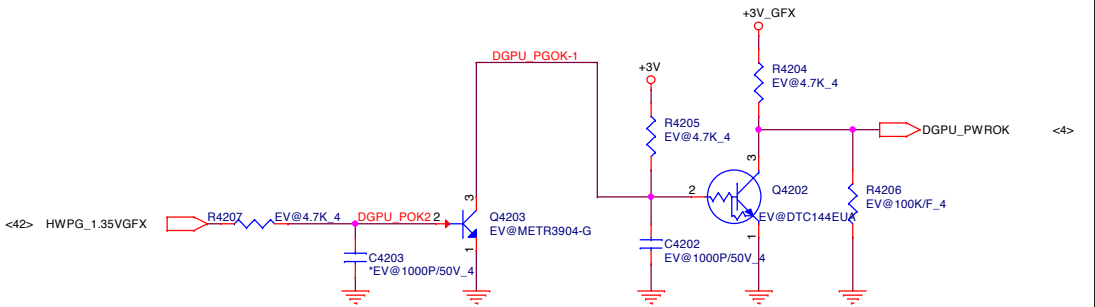 +3V_GFX
DGPU_PGOK-1
+3V
R4204
EV@4.7K_4
R4205
EV@4.7K_4
DGPU_PWROK
<4>
3
2
Q4202
EV@DTC144EUA
1
R4206
EV@100K/F_4
<42>
HWPG_1.35VGFX
R4207
EV@4.7K_4
DGPU_POK2
2
3
Q4203
EV@METR3904-G
1
C4203
*EV@1000P/50V_4
C4202
EV@1000P/50V_4